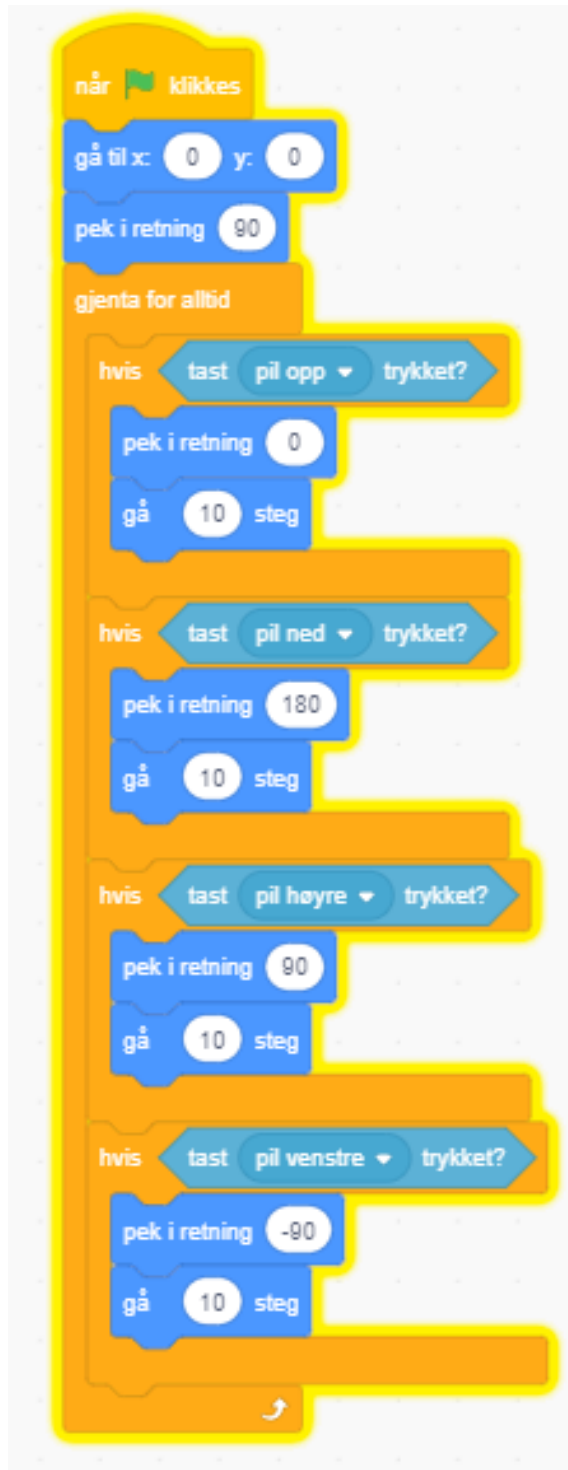 når klikkes
gå til x: 0 y: 0
pek i retning 90
gjenta for alltid
hvis tast pil opp trykket?
pek i retning 0
gå 10 steg
hvis tast pil ned trykket?
pek i retning 180
gå 10 steg
hvis tast pil høyre trykket?
pek i retning 90
gå 10 steg
hvis tast pil venstre trykket?
pek i retning -90
gå 10 steg